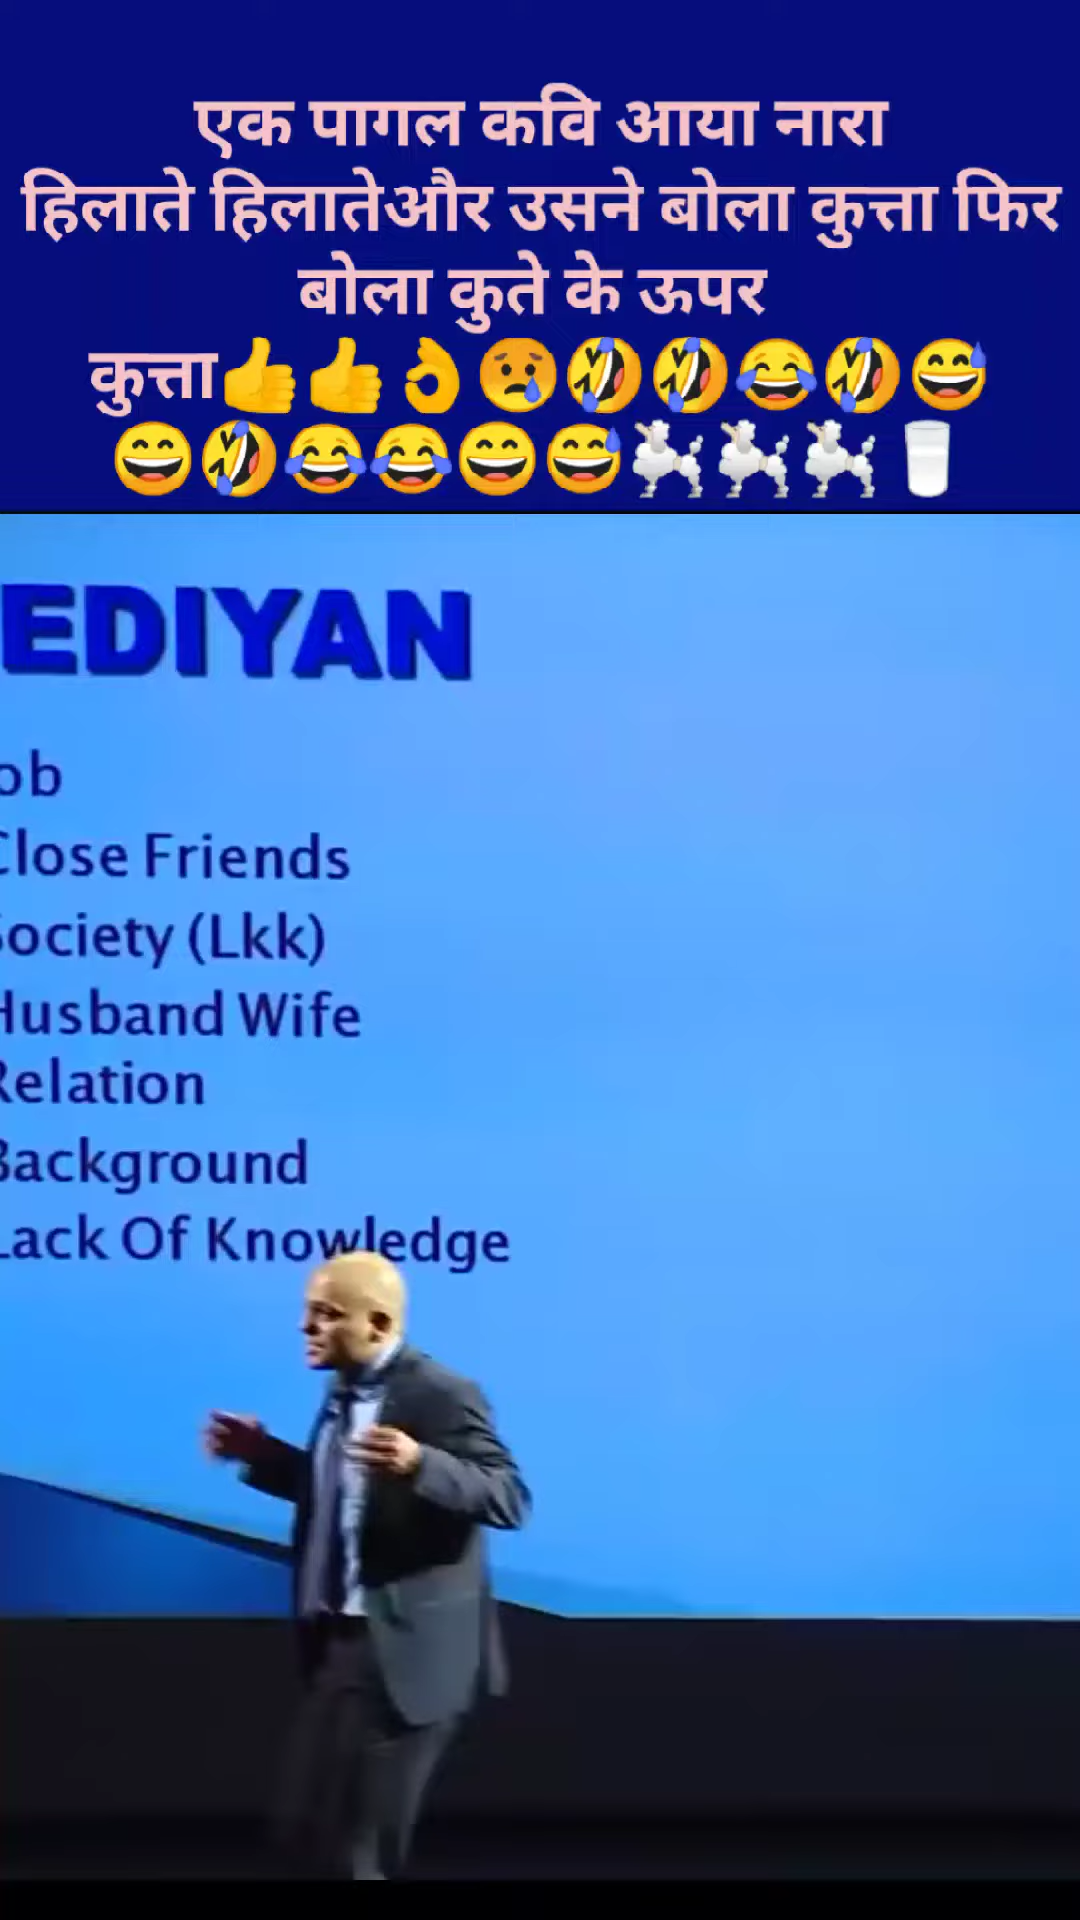 एक पागल कवि आया नारा
हिलाते हिलातेऔर उसने बोला कुत्ता फिर
बोला कुते के ऊपर
कुत्ता👍👍👌😢🤣🤣😂🤣😅
😄🤣😂😂😄😅🐩🐩🐩🥛
EDIYAN
ob
Close Friends
Society (Lkk)
Husband Wife
Relation
Background
Lack Of Knowledge